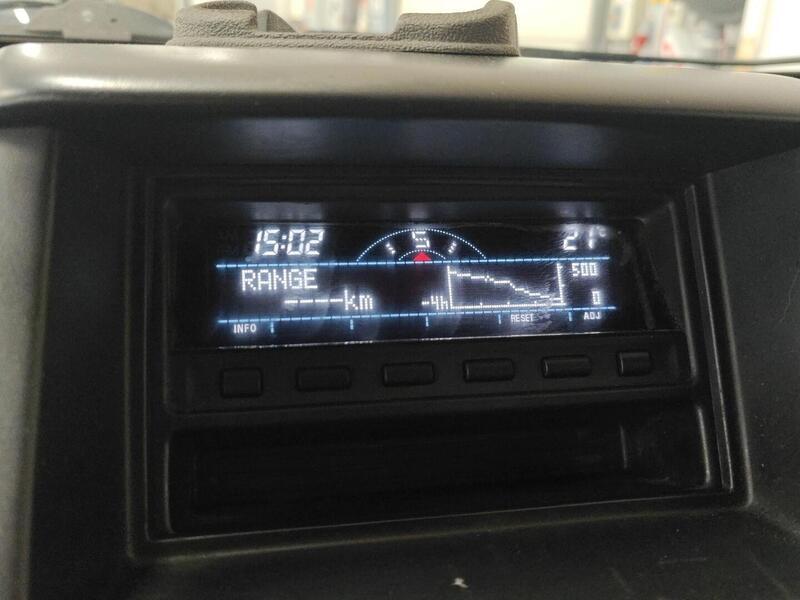 15:02
S
21°
RANGE
----km
-4h
500
0
INFO
RESET
ADJ